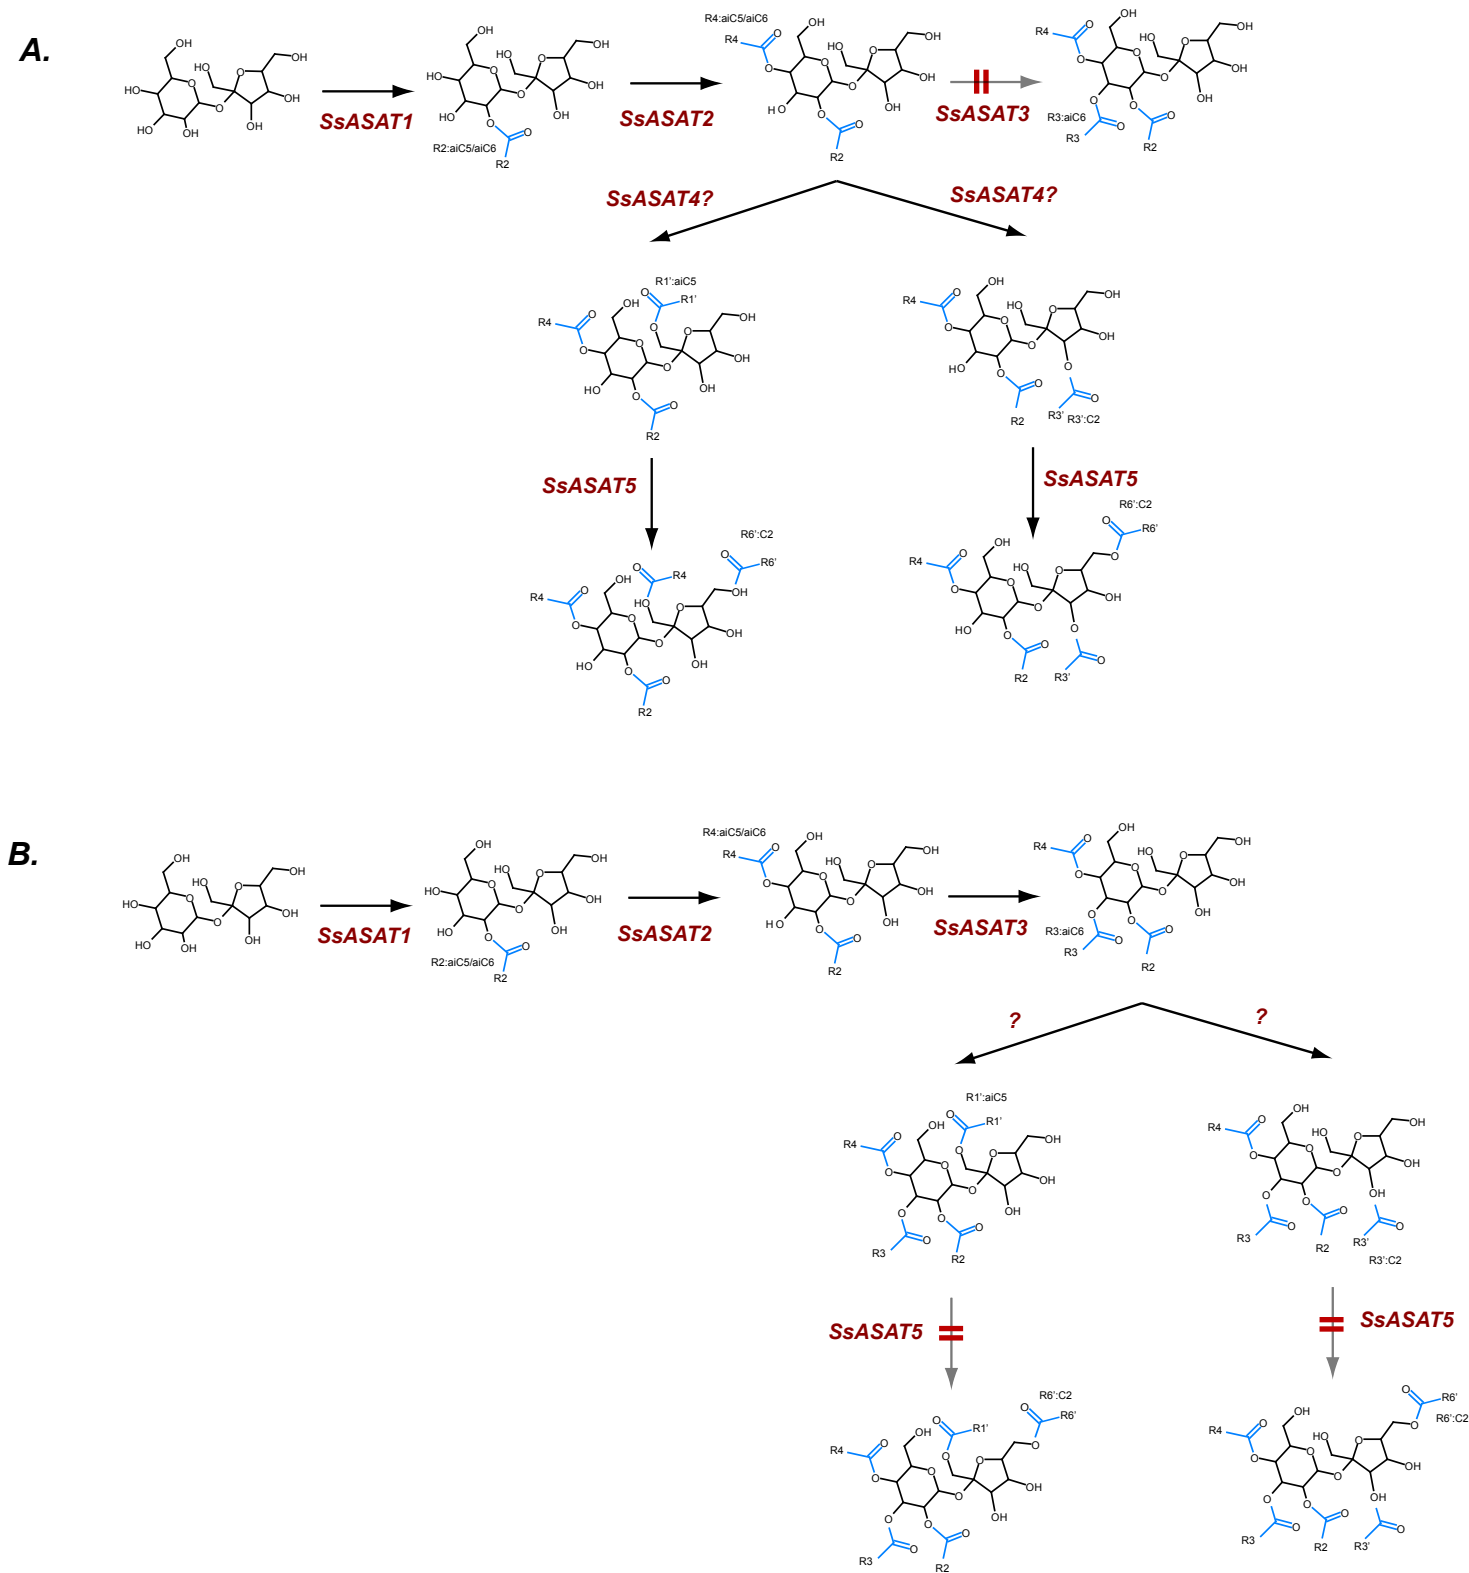 A.
SsASAT1
SsASAT2
SsASAT3
OH
HO
O
R2:aiC5/aiC6
R2
R4:aiC5/aiC6
R4
R2
R4
R3:aiC6
R3
R2
SsASAT4?
SsASAT4?
R1':aiC5
R1'
R4
R2
R4
R2
R3'
R3':C2
SsASAT5
SsASAT5
R6':C2
R4
R6'
R4
R2
R6':C2
R6'
R4
R2
R3'
B.
SsASAT1
SsASAT2
SsASAT3
R2:aiC5/aiC6
R2
R4:aiC5/aiC6
R4
R2
R4
R3:aiC6
R3
R2
?
?
R1':aiC5
R1'
R4
R3
R2
R4
R3
R2
R3'
R3':C2
SsASAT5
SsASAT5
R6':C2
R1'
R6'
R4
R3
R2
R6'
R6':C2
R4
R3
R2
R3'